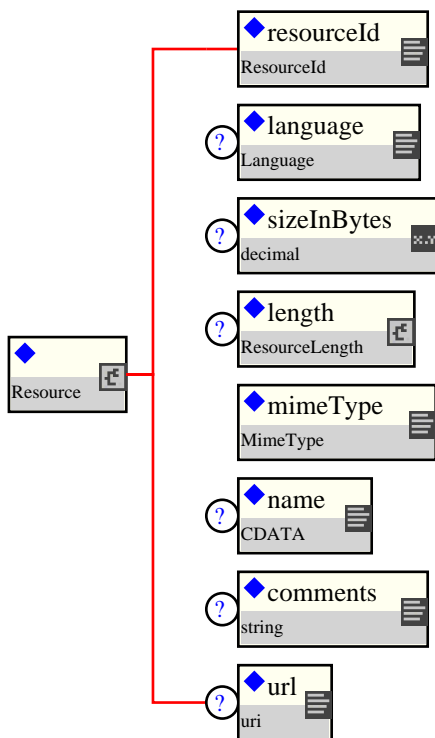 resourceId
ResourceId
?
language
Language
?
sizeInBytes
x.y
decimal
?
length
ResourceLength
Resource
mimeType
MimeType
?
name
CDATA
?
comments
string
?
url
uri